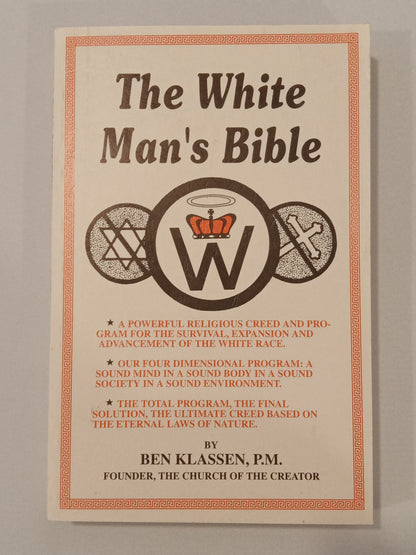 The White
Man's Bible
W
★ A POWERFUL RELIGIOUS CREED AND PRO-
GRAM FOR THE SURVIVAL, EXPANSION AND
ADVANCEMENT OF THE WHITE RACE.
★ OUR FOUR DIMENSIONAL PROGRAM: A
SOUND MIND IN A SOUND BODY IN A SOUND
SOCIETY IN A SOUND ENVIRONMENT.
★ THE TOTAL PROGRAM, THE FINAL
SOLUTION, THE ULTIMATE CREED BASED ON
THE ETERNAL LAWS OF NATURE.
BY
BEN KLASSEN, P.M.
FOUNDER, THE CHURCH OF THE CREATOR